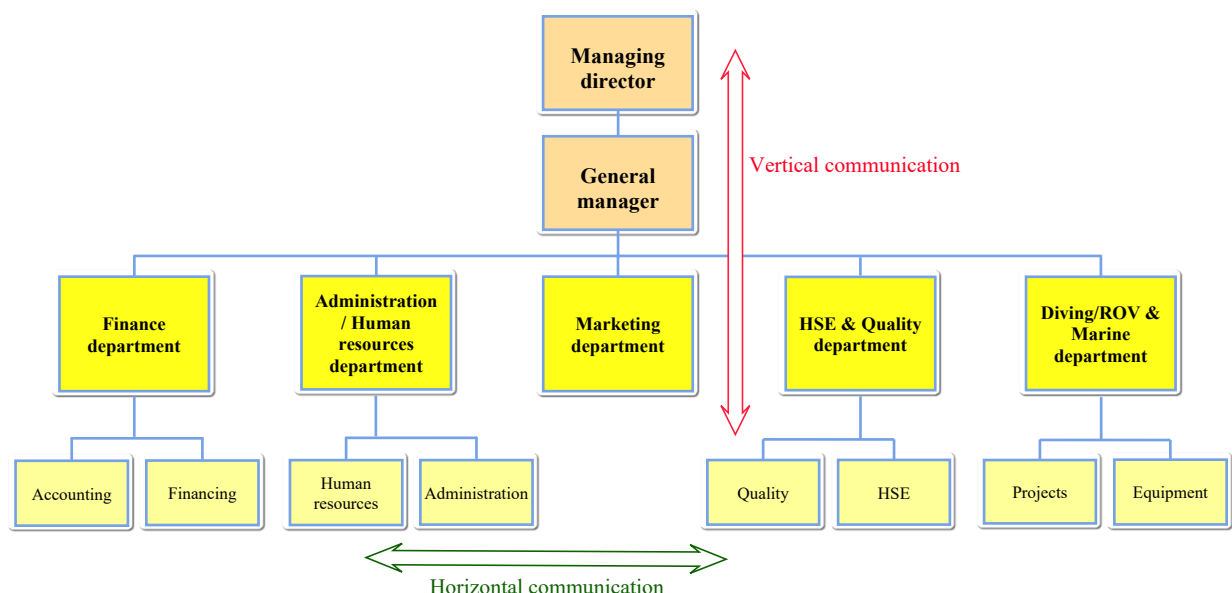 Managing
director
General
manager
Vertical communication
Finance
department
Administration
/ Human
resources
department
Marketing
department
HSE & Quality
department
Diving/ROV &
Marine
department
Accounting
Financing
Human
resources
Administration
Quality
HSE
Projects
Equipment
Horizontal communication